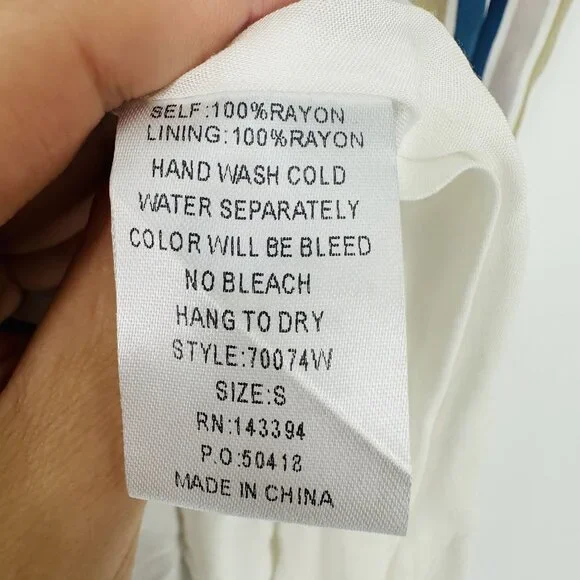 SELF:100%RAYON
LINING:100%RAYON
HAND WASH COLD
WATER SEPARATELY
COLOR WILL BE BLEED
NO BLEACH
HANG TO DRY
STYLE:70074W
SIZE:S
RN:143394
P.O:50418
MADE IN CHINA